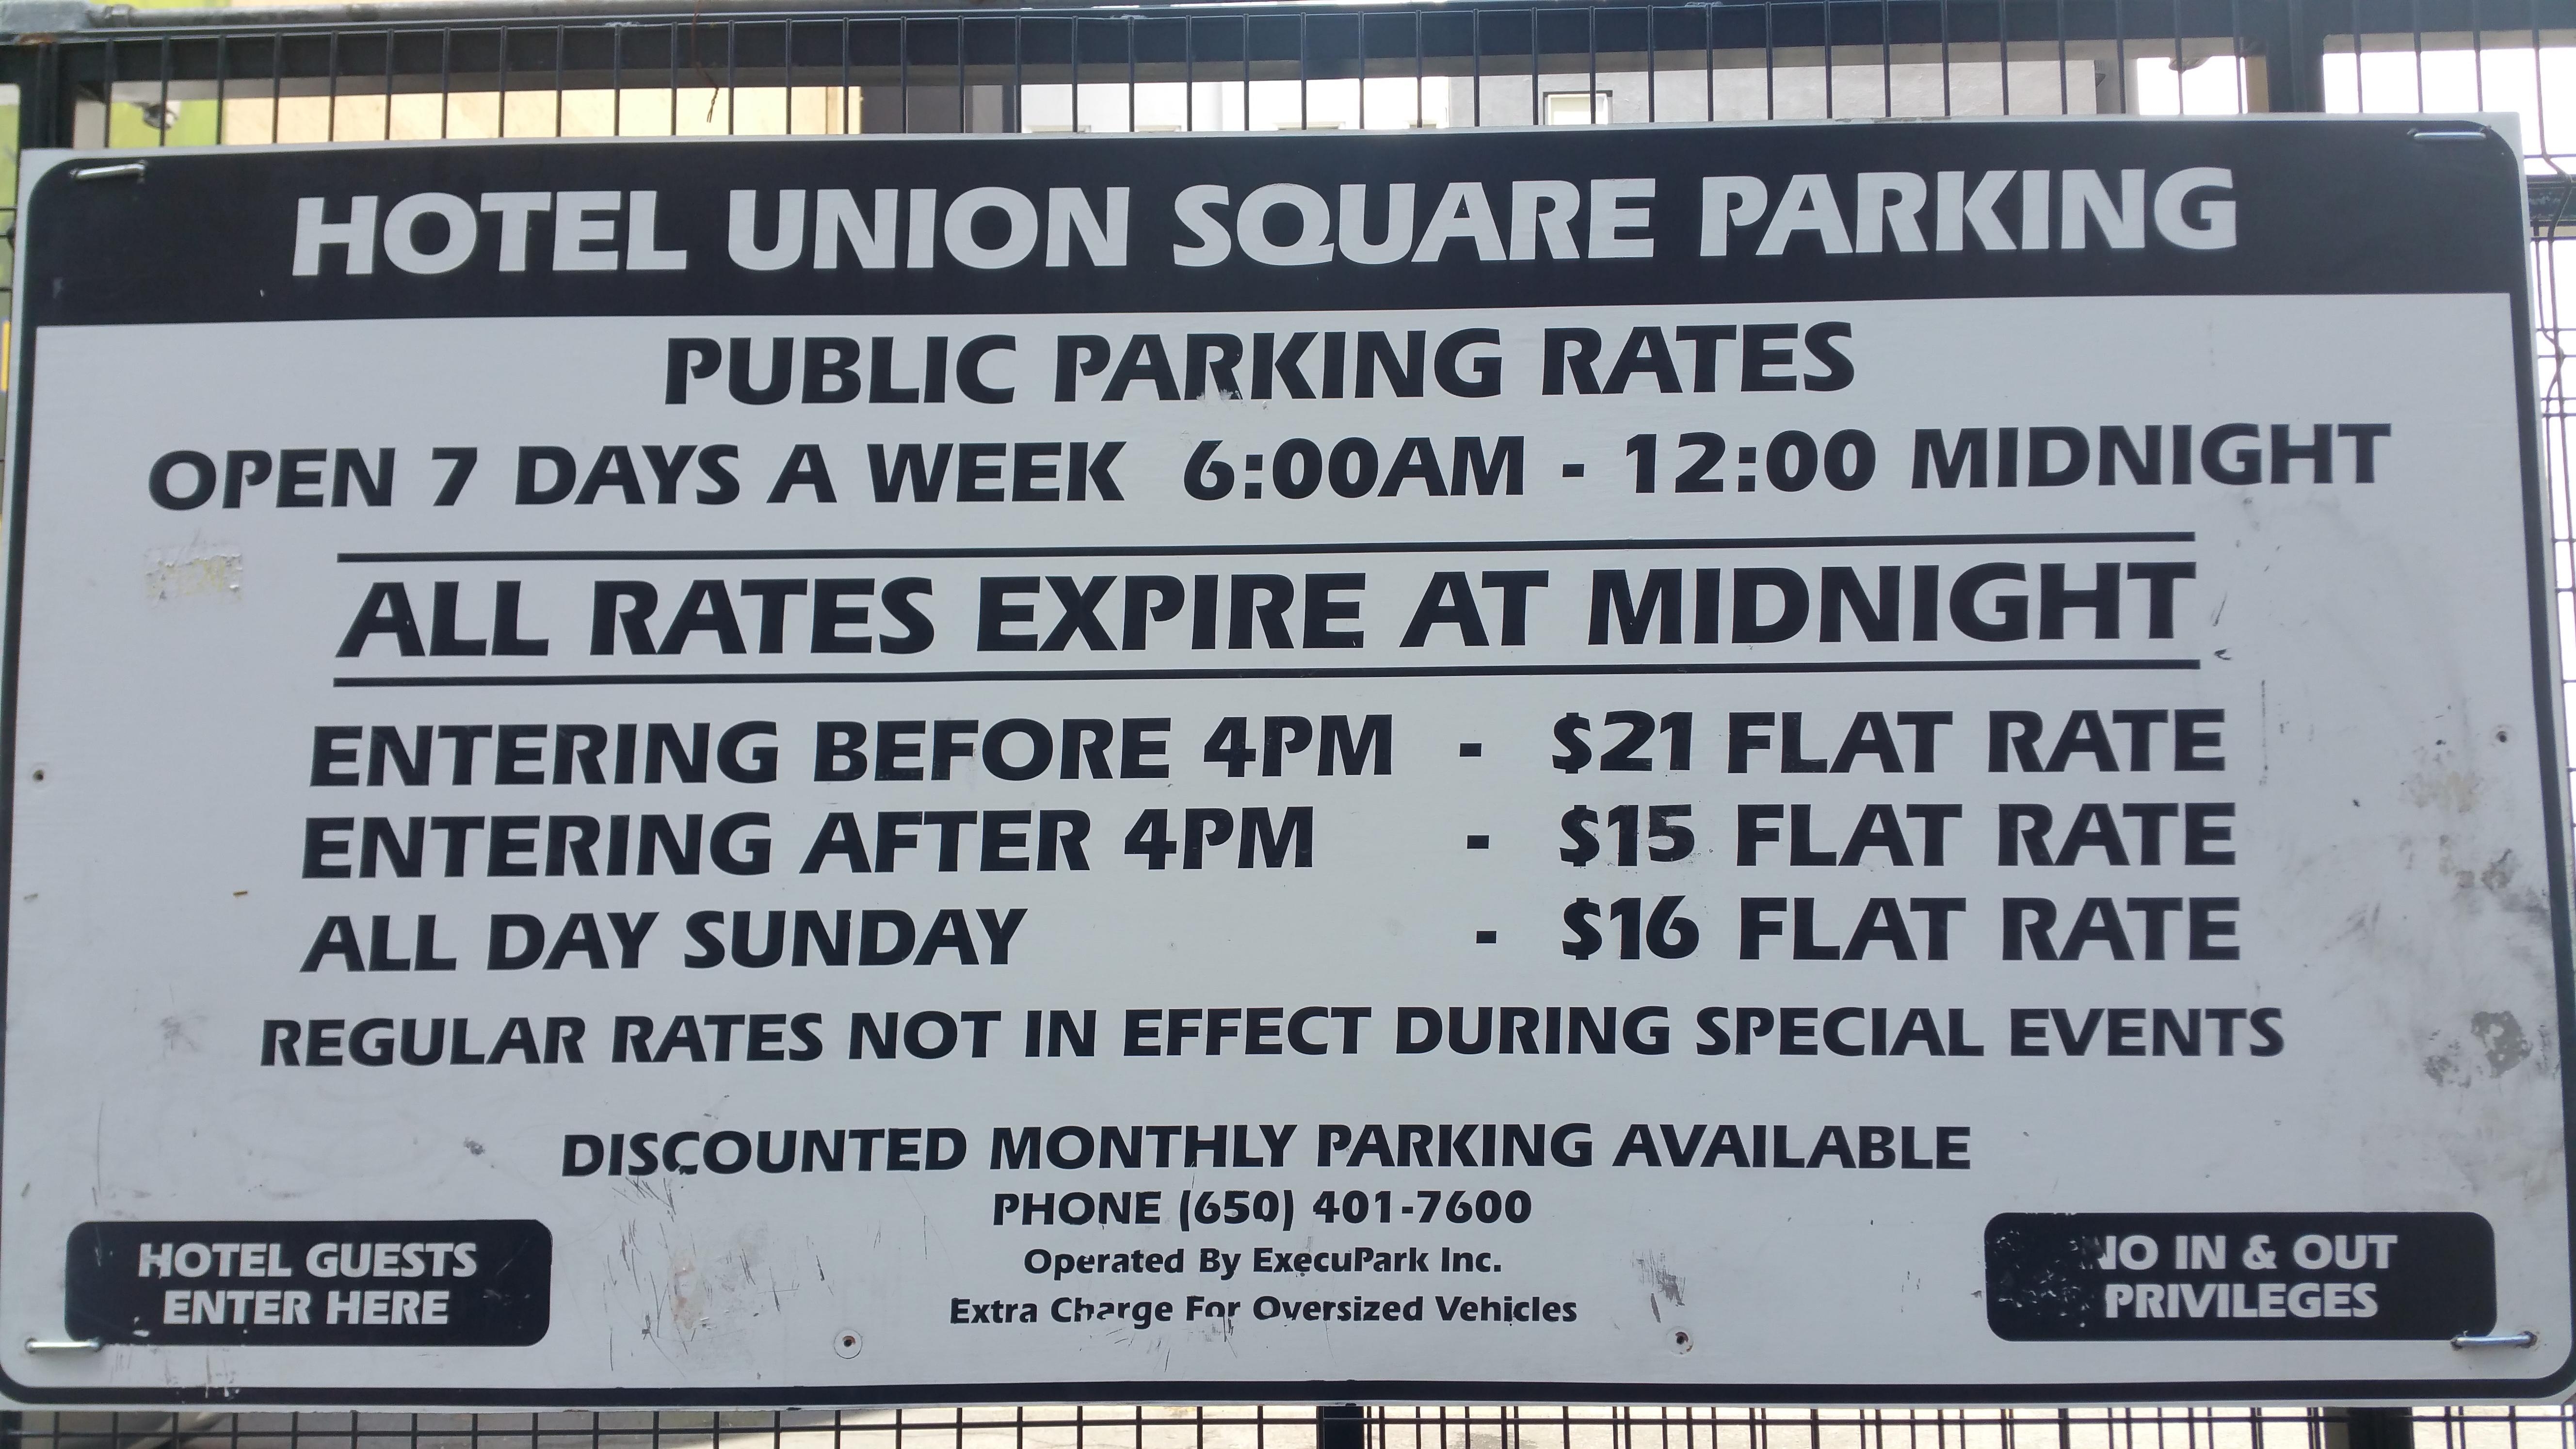 HOTEL UNION SQUARE PARKING
PUBLIC PARKING RATES
OPEN 7 DAYS A WEEK 6:00AM - 12:00 MIDNIGHT
ALL RATES EXPIRE AT MIDNIGHT
ENTERING BEFORE 4PM - $21 FLAT RATE
ENTERING AFTER 4PM - $15 FLAT RATE
ALL DAY SUNDAY - $16 FLAT RATE
REGULAR RATES NOT IN EFFECT DURING SPECIAL EVENTS
DISCOUNTED MONTHLY PARKING AVAILABLE
PHONE (650) 401-7600
Operated By ExecuPark Inc.
Extra Charge For Oversized Vehicles
HOTEL GUESTS
ENTER HERE
NO IN & OUT
PRIVILEGES